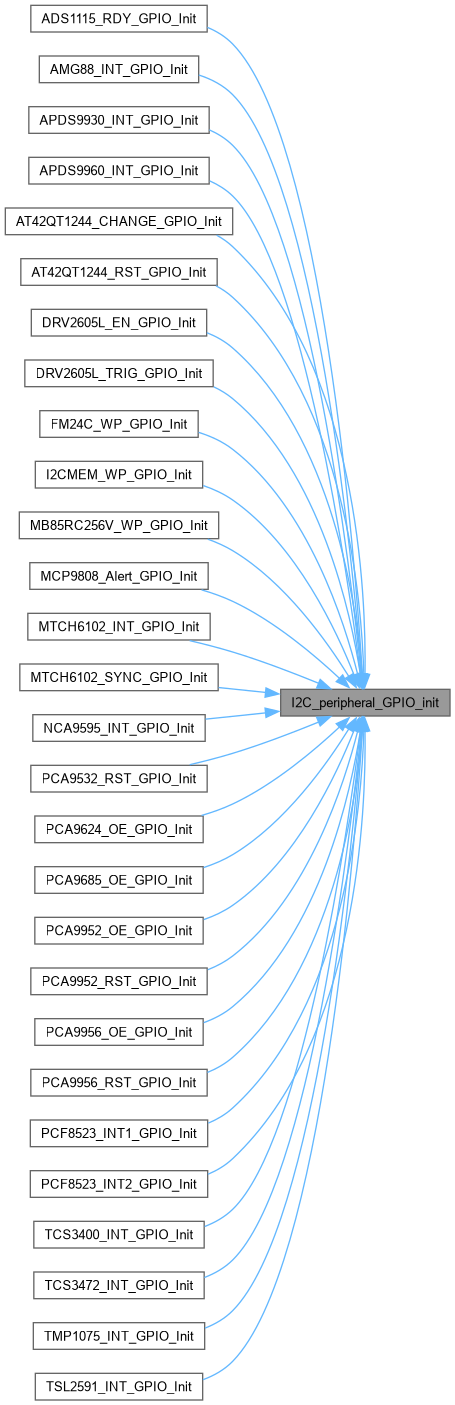 ADS1115_RDY_GPIO_Init
AMG88_INT_GPIO_Init
APDS9930_INT_GPIO_Init
APDS9960_INT_GPIO_Init
AT42QT1244_CHANGE_GPIO_Init
AT42QT1244_RST_GPIO_Init
DRV2605L_EN_GPIO_Init
DRV2605L_TRIG_GPIO_Init
FM24C_WP_GPIO_Init
I2CMEM_WP_GPIO_Init
MB85RC256V_WP_GPIO_Init
MCP9808_Alert_GPIO_Init
MTCH6102_INT_GPIO_Init
MTCH6102_SYNC_GPIO_Init
I2C_peripheral_GPIO_init
NCA9595_INT_GPIO_Init
PCA9532_RST_GPIO_Init
PCA9624_OE_GPIO_Init
PCA9685_OE_GPIO_Init
PCA9952_OE_GPIO_Init
PCA9952_RST_GPIO_Init
PCA9956_OE_GPIO_Init
PCA9956_RST_GPIO_Init
PCF8523_INT1_GPIO_Init
PCF8523_INT2_GPIO_Init
TCS3400_INT_GPIO_Init
TCS3472_INT_GPIO_Init
TMP1075_INT_GPIO_Init
TSL2591_INT_GPIO_Init